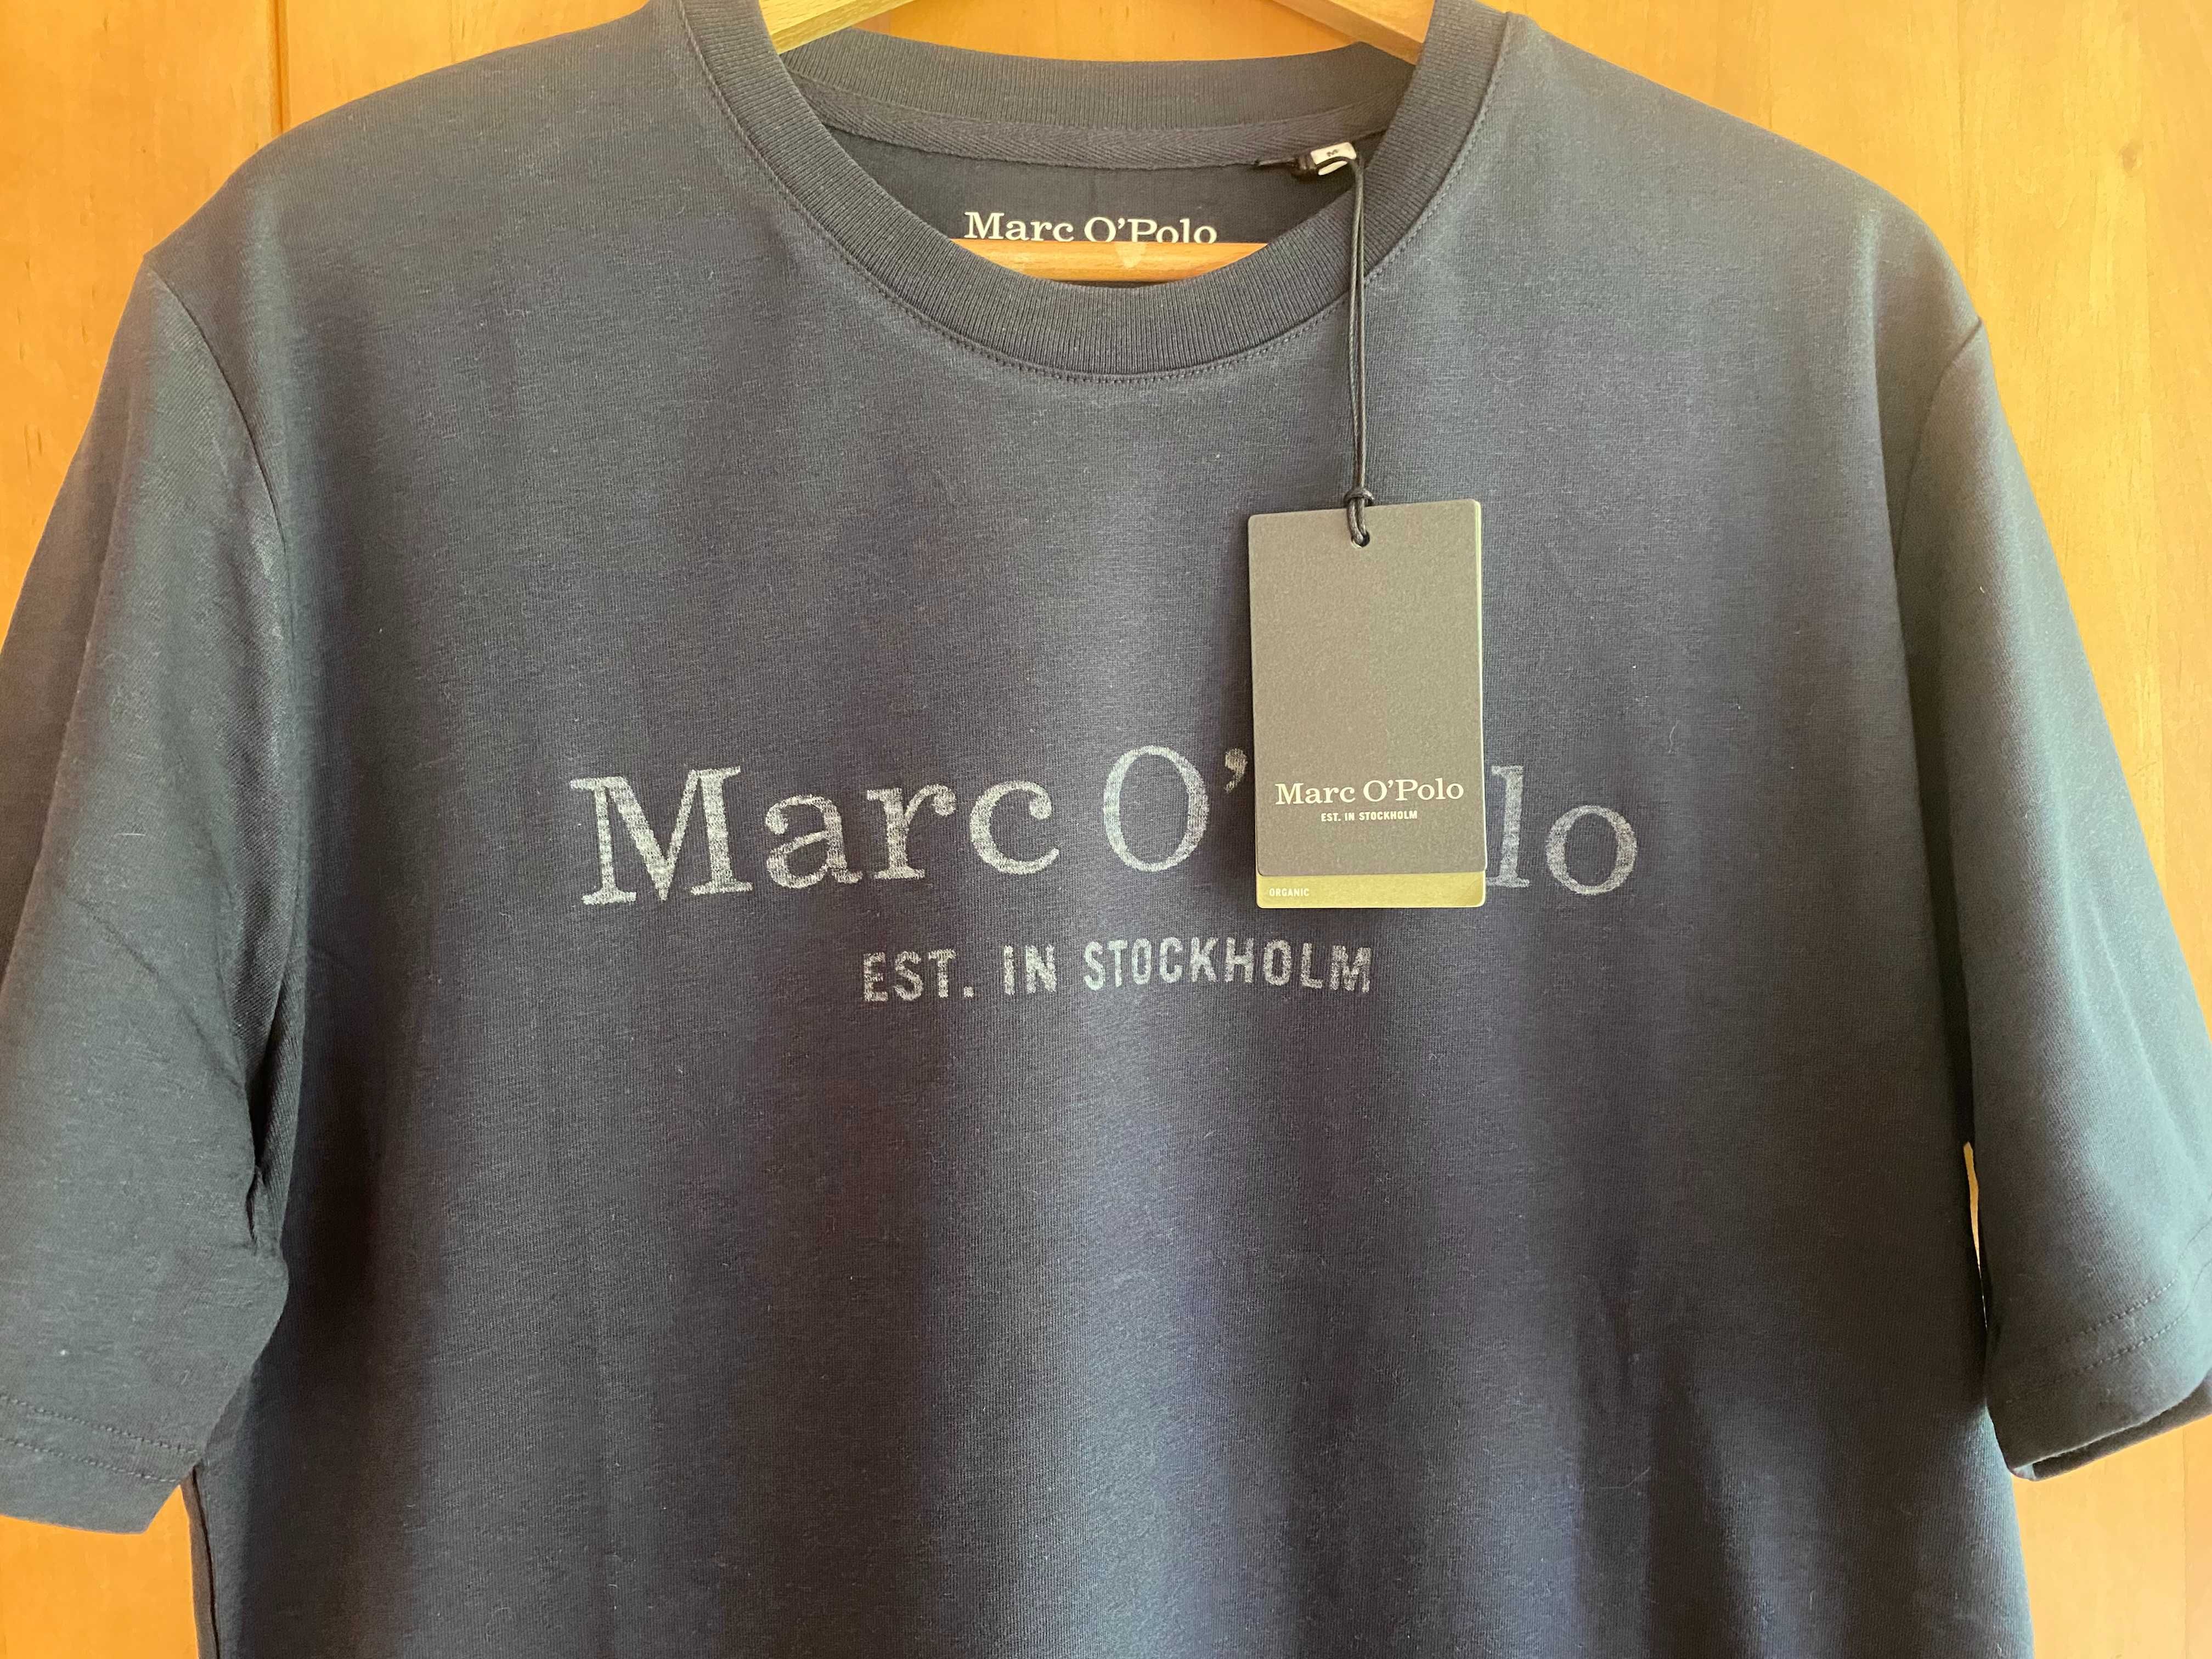 M
Marc O'Polo
Marc O'Polo
EST. IN STOCKHOLM
ORGANIC
Marc O' lo
EST. IN STOCKHOLM